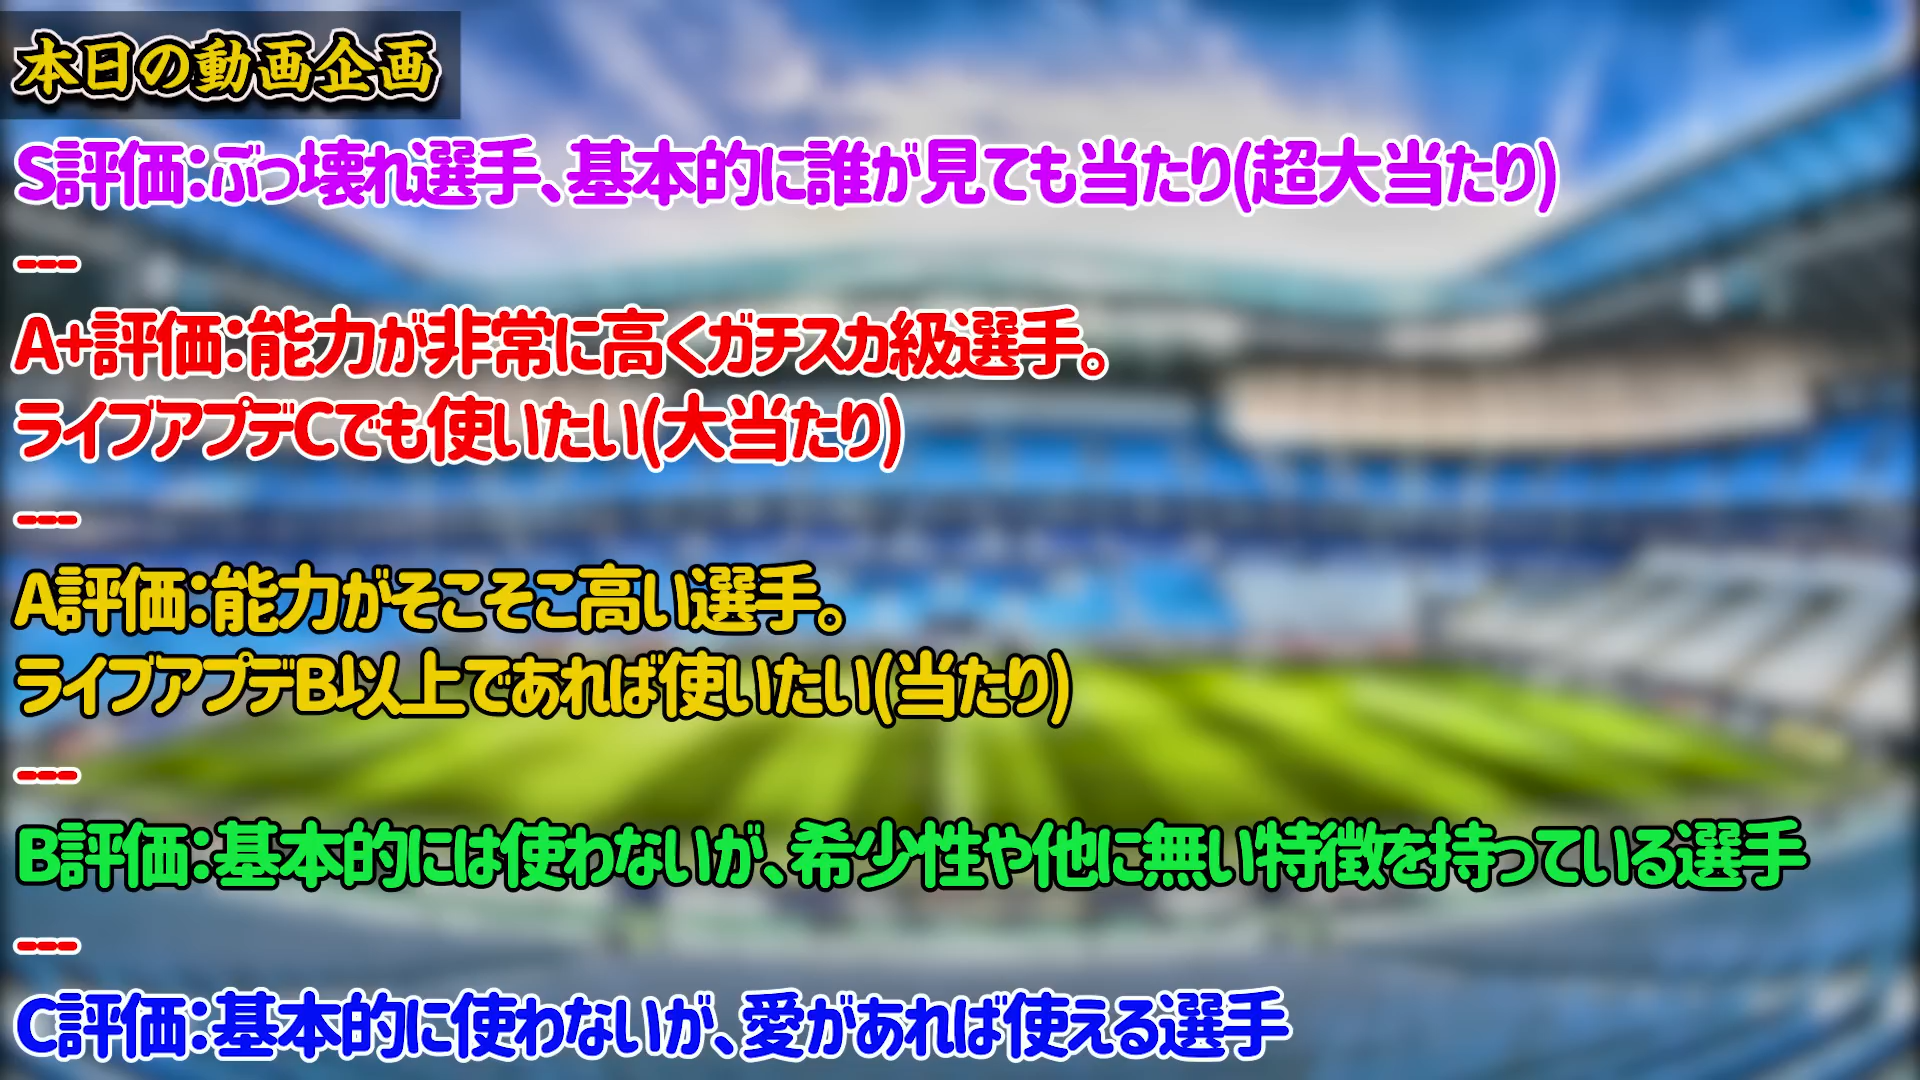 本日の動画企画
S評価:ぶっ壊れ選手、基本的に誰が見ても当たり(超大当たり)
---
A+評価:能力が非常に高くガチスカ級選手。
ライブアプデCでも使いたい(大当たり)
---
A評価:能力がそこそこ高い選手。
ライブアプデB以上であれば使いたい(当たり)
---
B評価:基本的には使わないが、希少性や他に無い特徴を持っている選手
---
C評価:基本的に使わないが、愛があれば使える選手